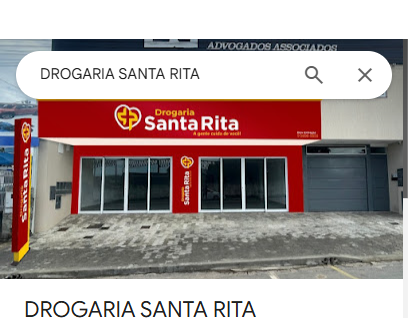 ADVOGADOS ASSOCIADOS
DROGARIA SANTA RITA
Drogaria
Santa Rita
A gente cuida de você!
Drogaria
Santa Rita
Santa Rita
DROGARIA SANTA RITA